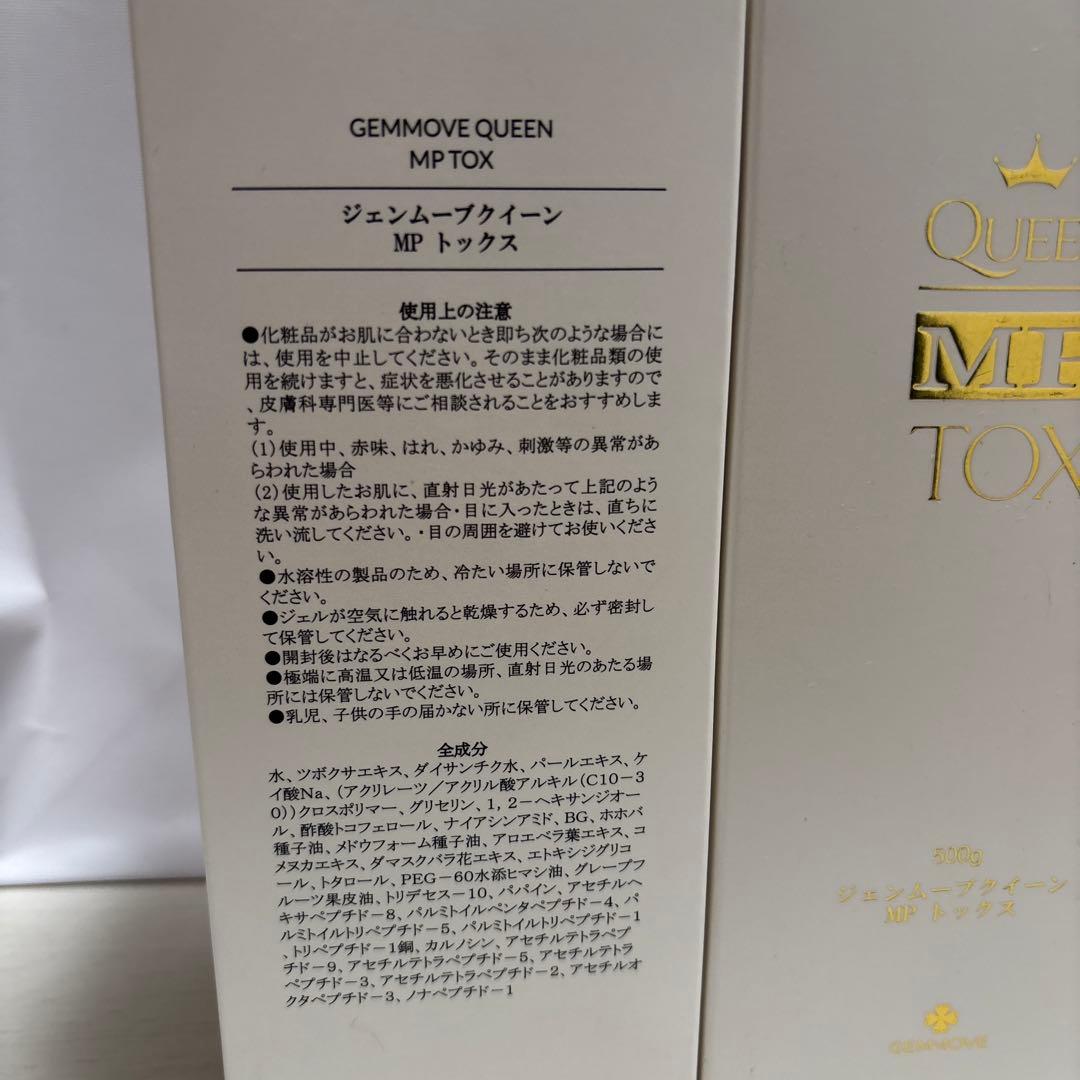 GEMMOVE QUEEN
MP TOX
ジェンムーブクイーン
MP トックス
使用上の注意
●化粧品がお肌に合わないとき即ち次のような場合に
は、使用を中止してください。そのまま化粧品類の使
用を続けますと、症状を悪化させることがありますので
、皮膚科専門医等にご相談されることをおすすめしま
す。
(1)使用中、赤味、はれ、かゆみ、刺激等の異常があ
らわれた場合
(2)使用したお肌に、直射日光があたって上記のよう
な異常があらわれた場合・目に入ったときは、直ちに
洗い流してください。・目の周囲を避けてお使いくださ
い。
●水溶性の製品のため、冷たい場所に保管しないで
ください。
●ジェルが空気に触れると乾燥するため、必ず密封し
て保管してください。
●開封後はなるべくお早めにご使用ください。
●極端に高温又は低温の場所、直射日光のあたる場
所には保管しないでください。
●乳児、子供の手の届かない所に保管してください。
全成分
水、ツボクサエキス、ダイサンチク水、パールエキス、ケ
イ酸Na、(アクリレーツ／アクリル酸アルキル(C10－3
0))クロスポリマー、グリセリン、1,2－ヘキサンジオー
ル、酢酸トコフェロール、ナイアシンアミド、BG、ホホバ
種子油、メドウフォーム種子油、アロエベラ葉エキス、コ
メヌカエキス、ダマスクバラ花エキス、エトキシジグリコ
ール、トタロール、PEG－60水添ヒマシ油、グレープフ
ルーツ果皮油、トリデセス－10、パパイン、アセチルヘ
キサペプチド－8、パルミトイルペンタペプチド－4、パ
ルミトイルトリペプチド－5、パルミトイルトリペプチド－1
、トリペプチド－1銅、カルノシン、アセチルテトラペプ
チド－9、アセチルテトラペプチド－5、アセチルテトラ
ペプチド－3、アセチルテトラペプチド－2、アセチルオ
クタペプチド－3、ノナペプチド－1
QUEE
MP
TOX
500g
ジェンムーブクイーン
MP トックス
GEMMOVE